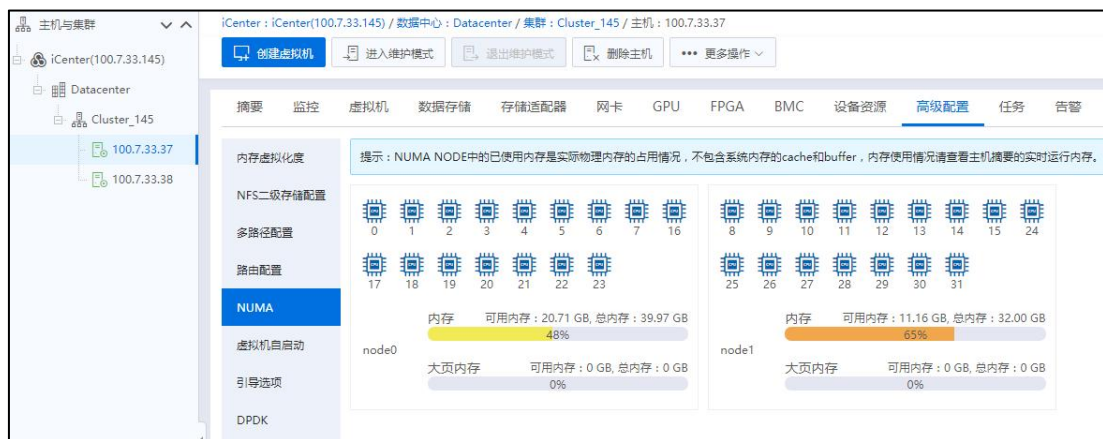 主机与集群
iCenter(100.7.33.145)
Datacenter
Cluster_145
100.7.33.37
100.7.33.38
iCenter：iCenter(100.7.33.145) / 数据中心：Datacenter / 集群：Cluster_145 / 主机：100.7.33.37
创建虚拟机 进入维护模式 退出维护模式 删除主机 ••• 更多操作
摘要 监控 虚拟机 数据存储 存储适配器 网卡 GPU FPGA BMC 设备资源 高级配置 任务 告警
内存虚拟化度
NFS二级存储配置
多路径配置
路由配置
NUMA
虚拟机自启动
引导选项
DPDK
提示：NUMA NODE中的已使用内存是实际物理内存的占用情况，不包含系统内存的cache和buffer，内存使用情况请查看主机摘要的实时运行内存。
0 1 2 3 4 5 6 7 16
17 18 19 20 21 22 23
node0
内存 可用内存：20.71 GB, 总内存：39.97 GB
48%
大页内存 可用内存：0 GB, 总内存：0 GB
0%
8 9 10 11 12 13 14 15 24
25 26 27 28 29 30 31
node1
内存 可用内存：11.16 GB, 总内存：32.00 GB
65%
大页内存 可用内存：0 GB, 总内存：0 GB
0%